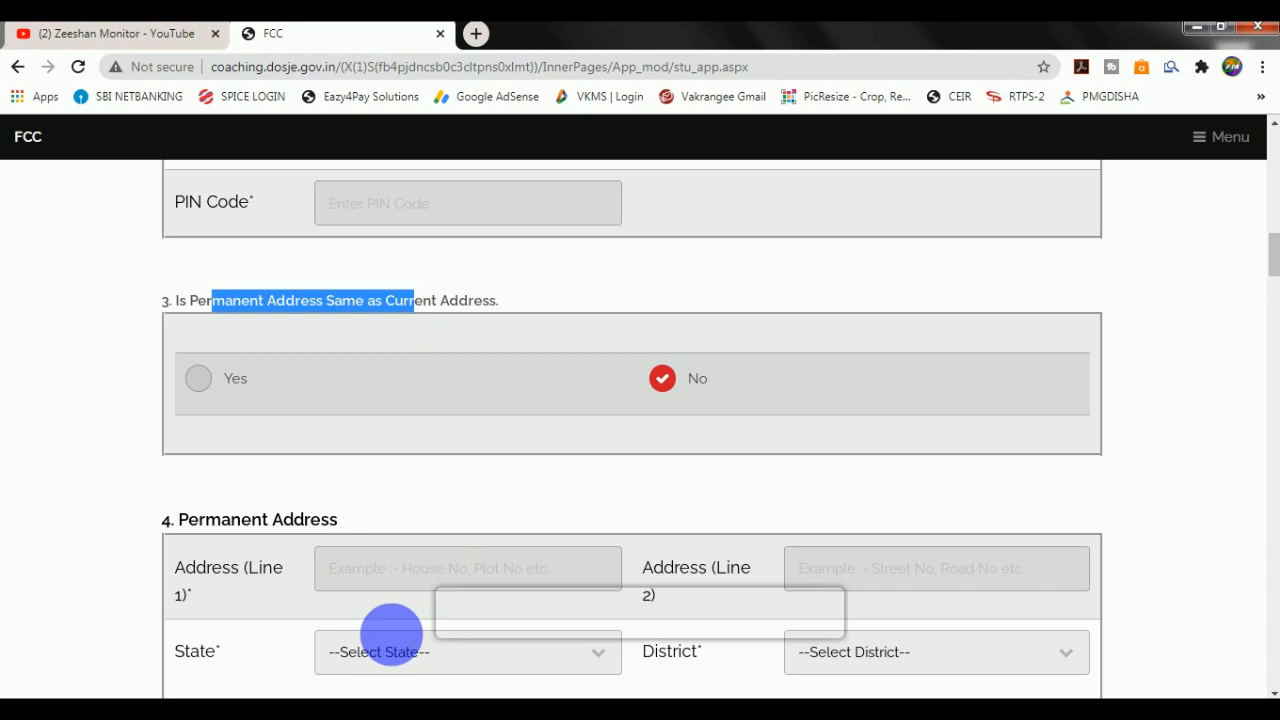 (2) Zeeshan Monitor - YouTube
FCC
Not secure coaching.dosje.gov.in/(X(1)S(fb4pjdncsb0c3cltpns0xlmt))/InnerPages/App_mod/stu_app.aspx
Apps SBI NETBANKING SPICE LOGIN Eazy4Pay Solutions Google AdSense VKMS | Login Vakrangee Gmail PicResize - Crop, Re... CEIR RTPS-2 PMGDISHA »
FCC Menu
PIN Code* Enter PIN Code
3. Is Permanent Address Same as Current Address.
Yes No
4. Permanent Address
Address (Line 1)* Example :- House No, Plot No etc. Address (Line 2) Example :- Street No, Road No etc.
State* --Select State-- District* --Select District--